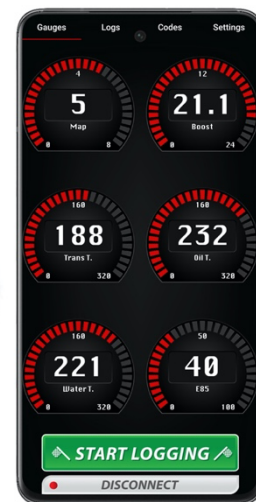 Gauges Logs Codes Settings
4 12
5 21.1
Map Boost
0 8 0 24
160 160
188 232
Trans T. Oil T.
0 320 0 320
160 50
221 40
Water T. E85
0 320 0 100
START LOGGING
DISCONNECT